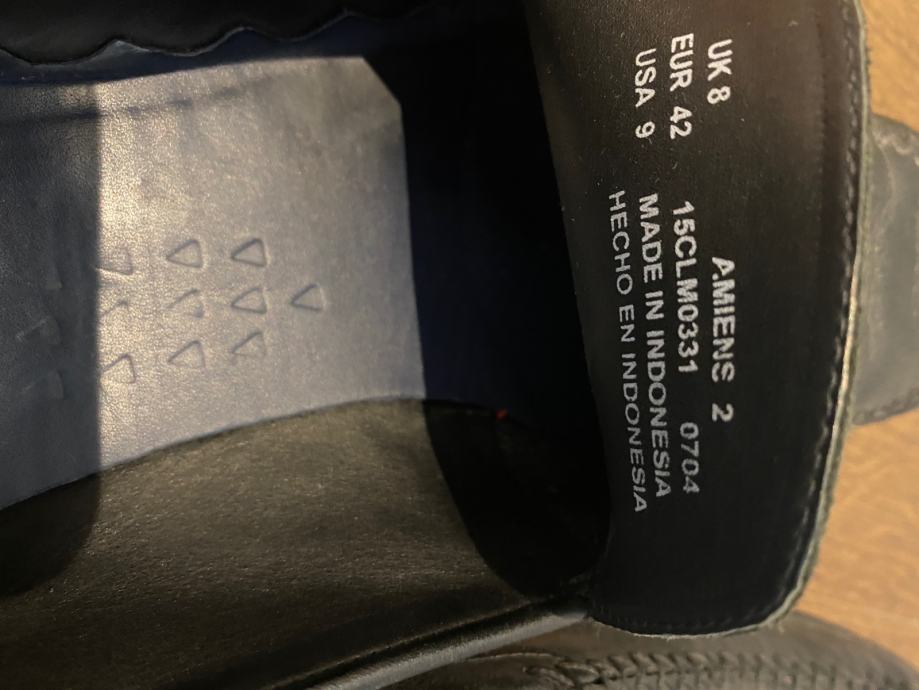 AMIENS 2
UK 8
EUR 42 15CLM0331 0704
USA 9 MADE IN INDONESIA
HECHO EN INDONESIA